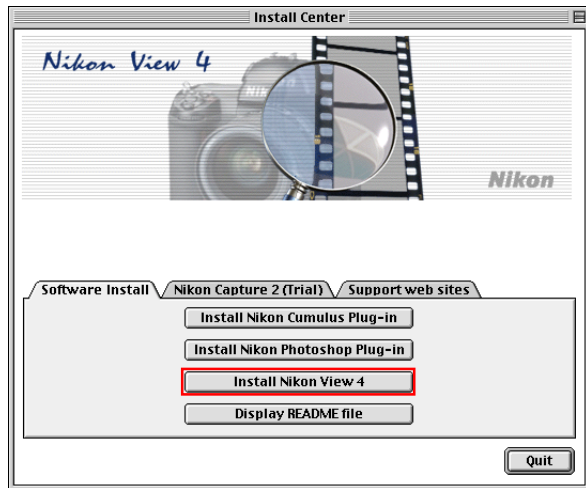 Install Center
Nikon View 4
Nik
Nikon
Software Install
Nikon Capture 2 (Trial)
Support web sites
Install Nikon Cumulus Plug-in
Install Nikon Photoshop Plug-in
Install Nikon View 4
Display README file
Quit